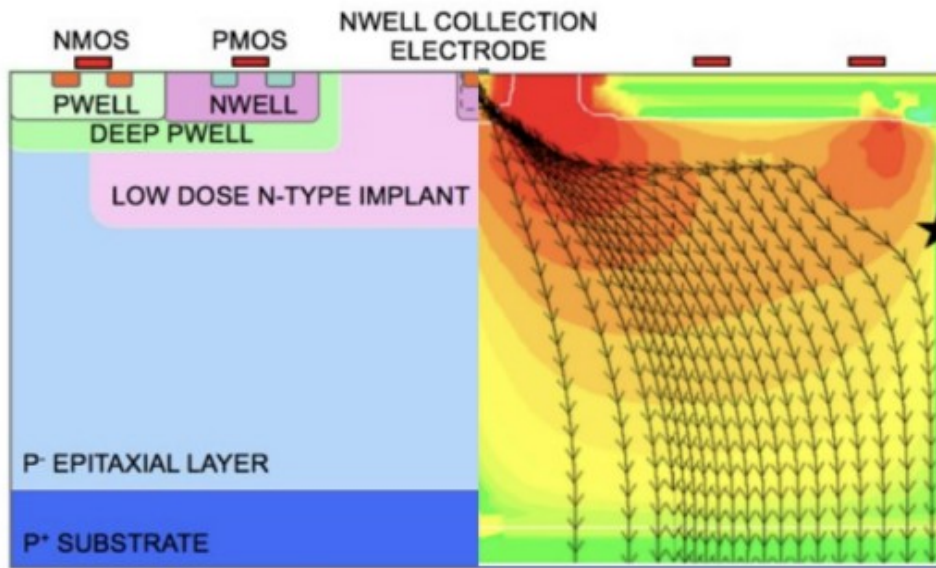 NMOS
PMOS
NWELL COLLECTION
ELECTRODE
PWELL
NWELL
DEEP PWELL
LOW DOSE N-TYPE IMPLANT
P⁻ EPITAXIAL LAYER
P⁺ SUBSTRATE